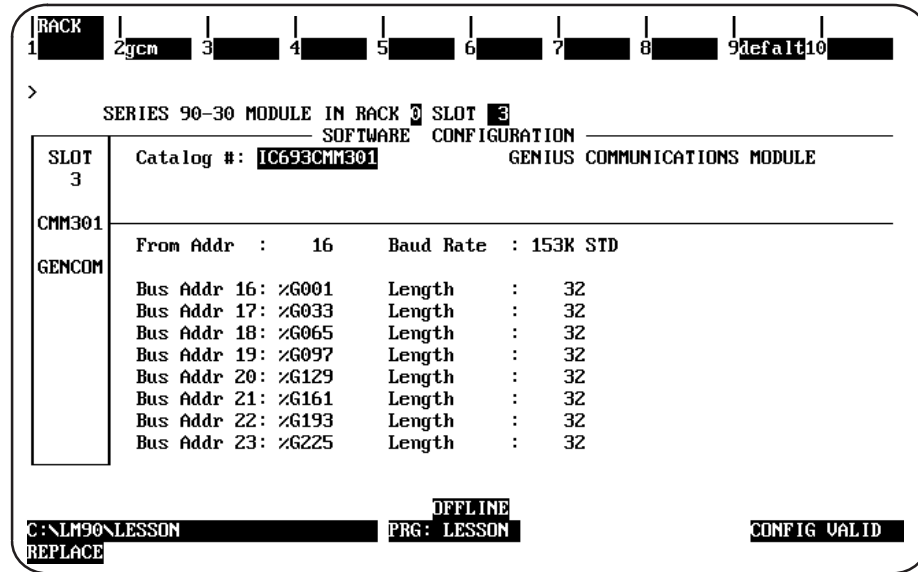 RACK
1 2gcm 3 4 5 6 7 8 9defalt10
>
SERIES 90-30 MODULE IN RACK 0 SLOT 3
SOFTWARE CONFIGURATION
SLOT Catalog #: IC693CMM301 GENIUS COMMUNICATIONS MODULE
3
CMM301
From Addr : 16 Baud Rate : 153K STD
GENCOM
Bus Addr 16: %G001 Length : 32
Bus Addr 17: %G033 Length : 32
Bus Addr 18: %G065 Length : 32
Bus Addr 19: %G097 Length : 32
Bus Addr 20: %G129 Length : 32
Bus Addr 21: %G161 Length : 32
Bus Addr 22: %G193 Length : 32
Bus Addr 23: %G225 Length : 32
OFFLINE
C:\LM90\LESSON PRG: LESSON CONFIG VALID
REPLACE